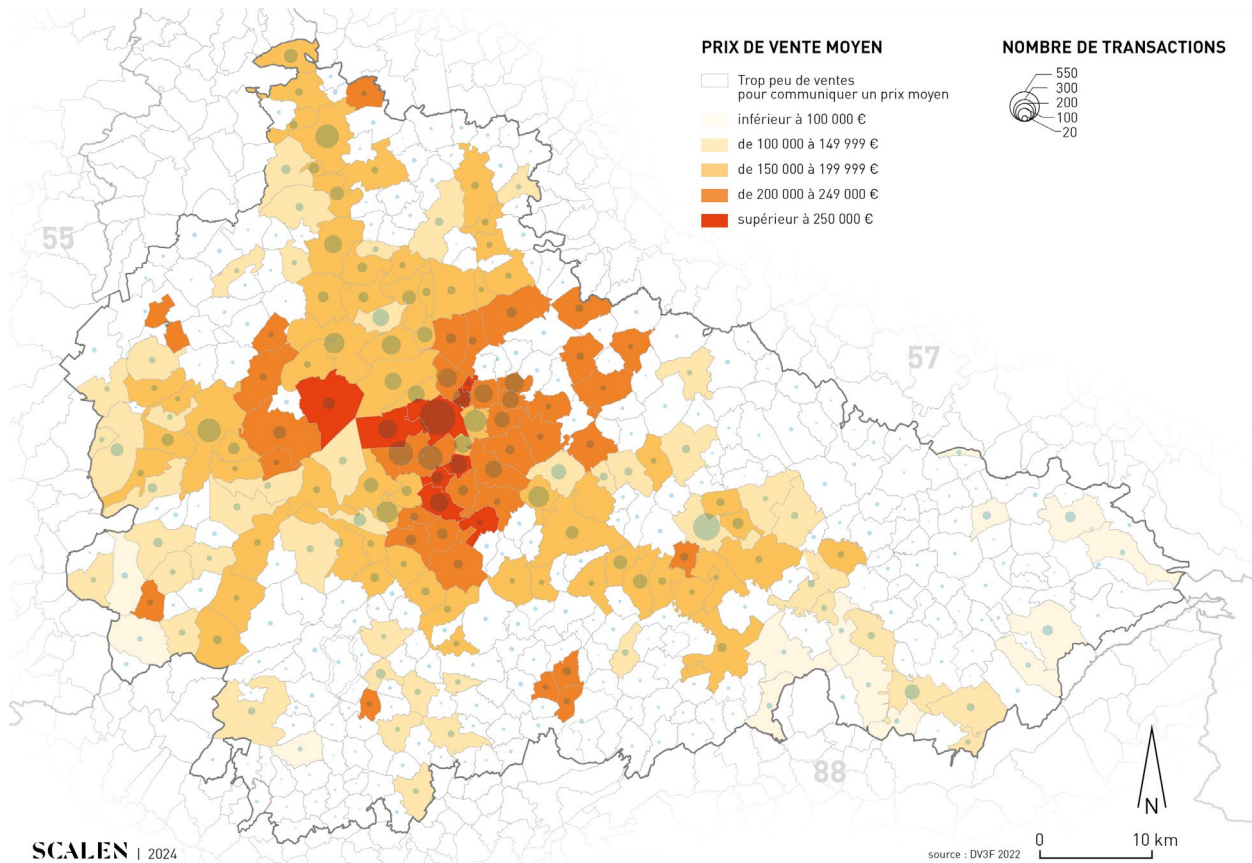 PRIX DE VENTE MOYEN
Trop peu de ventes
pour communiquer un prix moyen
inférieur à 100 000 €
de 100 000 à 149 999 €
de 150 000 à 199 999 €
de 200 000 à 249 000 €
supérieur à 250 000 €
NOMBRE DE TRANSACTIONS
550
300
200
100
20
55
57
88
N
0 10 km
SCALEN | 2024
source : DV3F 2022